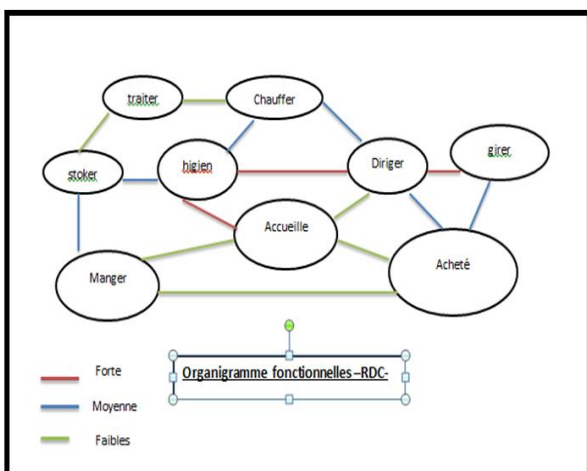 traiter
Chauffer
stoker
higien
Diriger
girer
Accueille
Manger
Acheté
Organigramme fonctionnelles –RDC-
Forte
Moyenne
Faibles